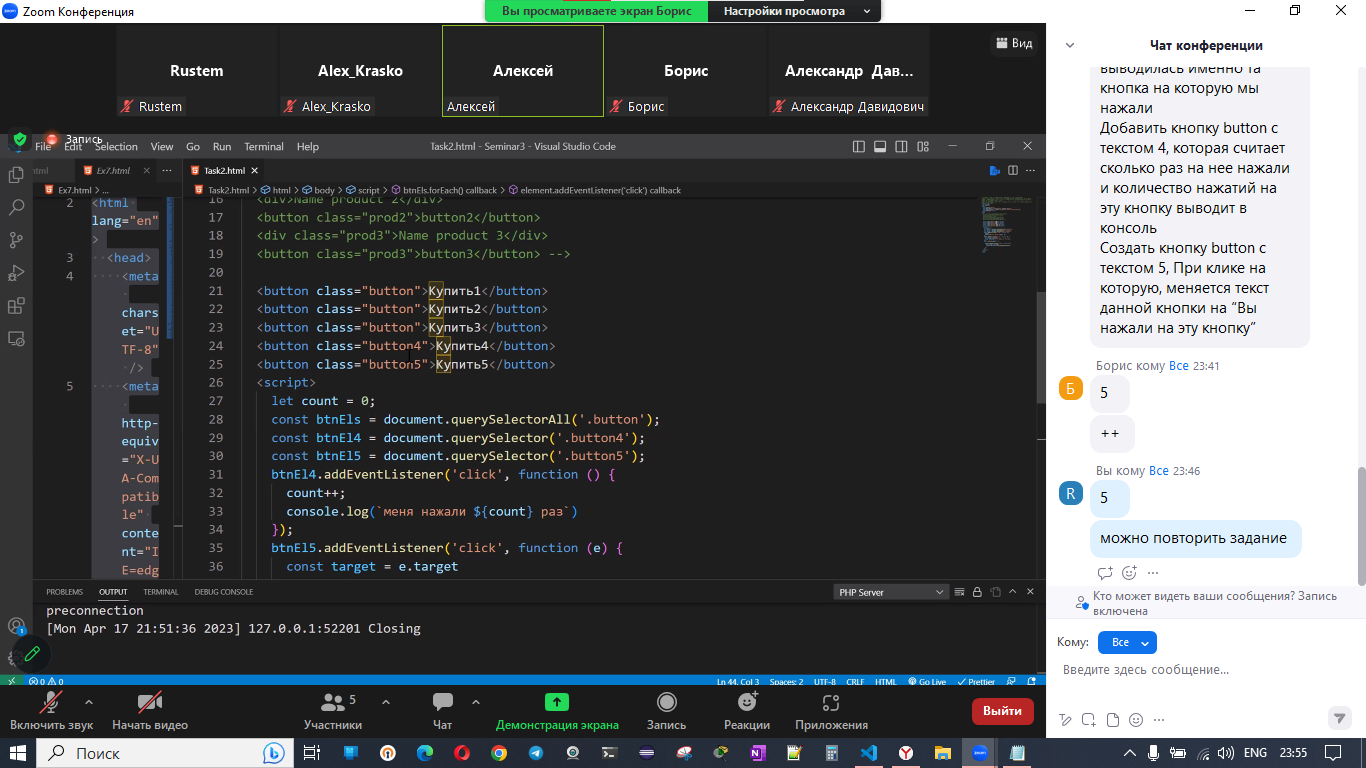 Zoom Конференция
Вы просматриваете экран Борис
Настройки просмотра
Rustem
Alex_Krasko
Алексей
Борис
Александр Дав...
Вид
Rustem
Alex_Krasko
Алексей
Борис
Александр Давидович
Запись
File Edit Selection View Go Run Terminal Help
Task2.html - Seminar3 - Visual Studio Code
html
Ex7.html
Task2.html
Ex7.html > ...
Task2.html > html > body > script > btnEls.forEach() callback > element.addEventListener('click') callback
2 <html
lang="en"
>
3 <head>
4 <meta
chars
et="U
TF-8"
/>
5 <meta
http-
equiv
="X-U
A-Com
patib
le"
conte
nt="I
E=edg
16 <div>Name product 2</div>
17 <button class="prod2">button2</button>
18 <div class="prod3">Name product 3</div>
19 <button class="prod3">button3</button> -->
20
21 <button class="button">Купить1</button>
22 <button class="button">Купить2</button>
23 <button class="button">Купить3</button>
24 <button class="button4">Купить4</button>
25 <button class="button5">Купить5</button>
26 <script>
27 let count = 0;
28 const btnEls = document.querySelectorAll('.button');
29 const btnEl4 = document.querySelector('.button4');
30 const btnEl5 = document.querySelector('.button5');
31 btnEl4.addEventListener('click', function () {
32 count++;
33 console.log(`меня нажали ${count} раз`)
34 });
35 btnEl5.addEventListener('click', function (e) {
36 const target = e.target
PROBLEMS OUTPUT TERMINAL DEBUG CONSOLE
PHP Server
preconnection
[Mon Apr 17 21:51:36 2023] 127.0.0.1:52201 Closing
0 0
Ln 44, Col 3 Spaces: 2 UTF-8 CRLF HTML Go Live Prettier
Включить звук
Начать видео
5
Участники
Чат
Демонстрация экрана
Запись
Реакции
Приложения
Выйти
Чат конференции
выводилась именно та
кнопка на которую мы
нажали
Добавить кнопку button с
текстом 4, которая считает
сколько раз на нее нажали
и количество нажатий на
эту кнопку выводит в
консоль
Создать кнопку button с
текстом 5, При клике на
которую, меняется текст
данной кнопки на “Вы
нажали на эту кнопку”
Борис кому Все 23:41
Б
5
++
Вы кому Все 23:46
R
5
можно повторить задание
Кто может видеть ваши сообщения? Запись
включена
Кому:
Все
Введите здесь сообщение...
Поиск
ENG
23:55